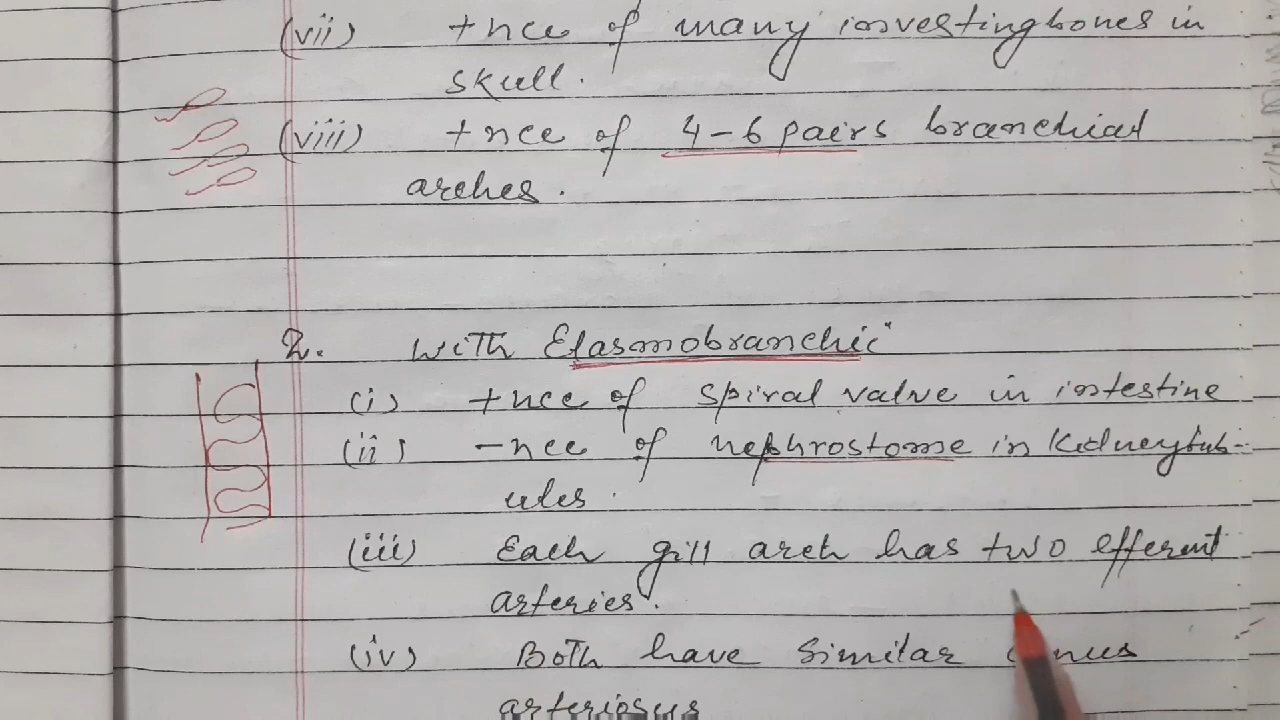 (vii) +nce of many investing bones in
skull.
(viii) +nce of 4-6 pairs branchial
arches.
2. With Elasmobranchii
(i) +nce of spiral valve in intestine
(ii) -nce of nephrostome in Kidney tub-
ules.
(iii) Each gill arch has two efferent
arteries.
(iv) Both have similar
arteriosus